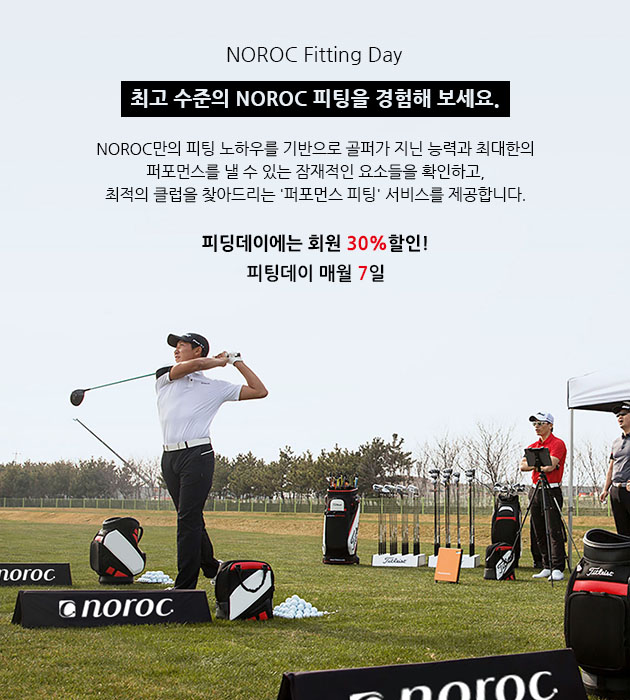 NOROC Fitting Day
최고 수준의 NOROC 피팅을 경험해 보세요.
NOROC만의 피팅 노하우를 기반으로 골퍼가 지닌 능력과 최대한의
퍼포먼스를 낼 수 있는 잠재적인 요소들을 확인하고,
최적의 클럽을 찾아드리는 '퍼포먼스 피팅' 서비스를 제공합니다.
피딩데이에는 회원 30%할인!
피팅데이 매월 7일
Titleist
Titleist
noroc
noroc
noroc